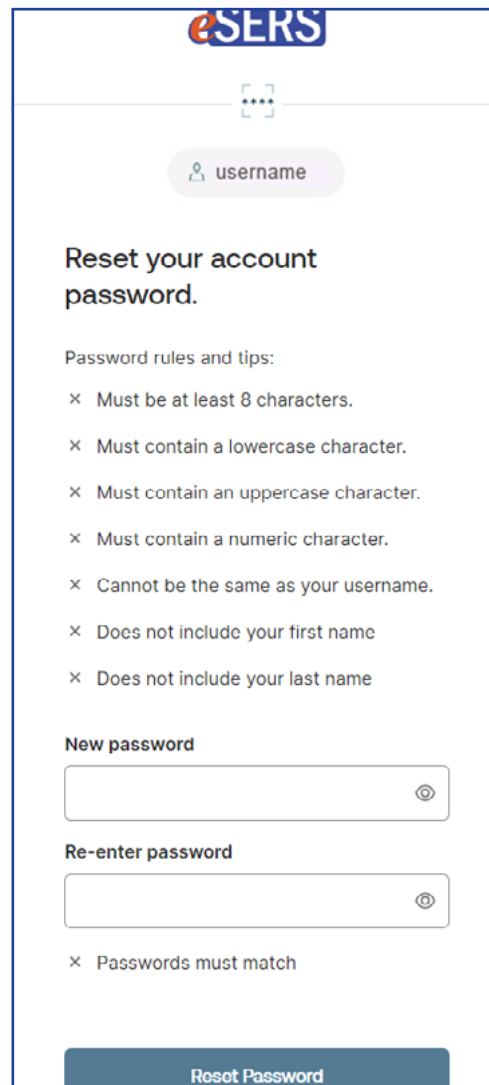 eSERS
****
username
Reset your account
password.
Password rules and tips:
× Must be at least 8 characters.
× Must contain a lowercase character.
× Must contain an uppercase character.
× Must contain a numeric character.
× Cannot be the same as your username.
× Does not include your first name
× Does not include your last name
New password
Re-enter password
× Passwords must match
Reset Password